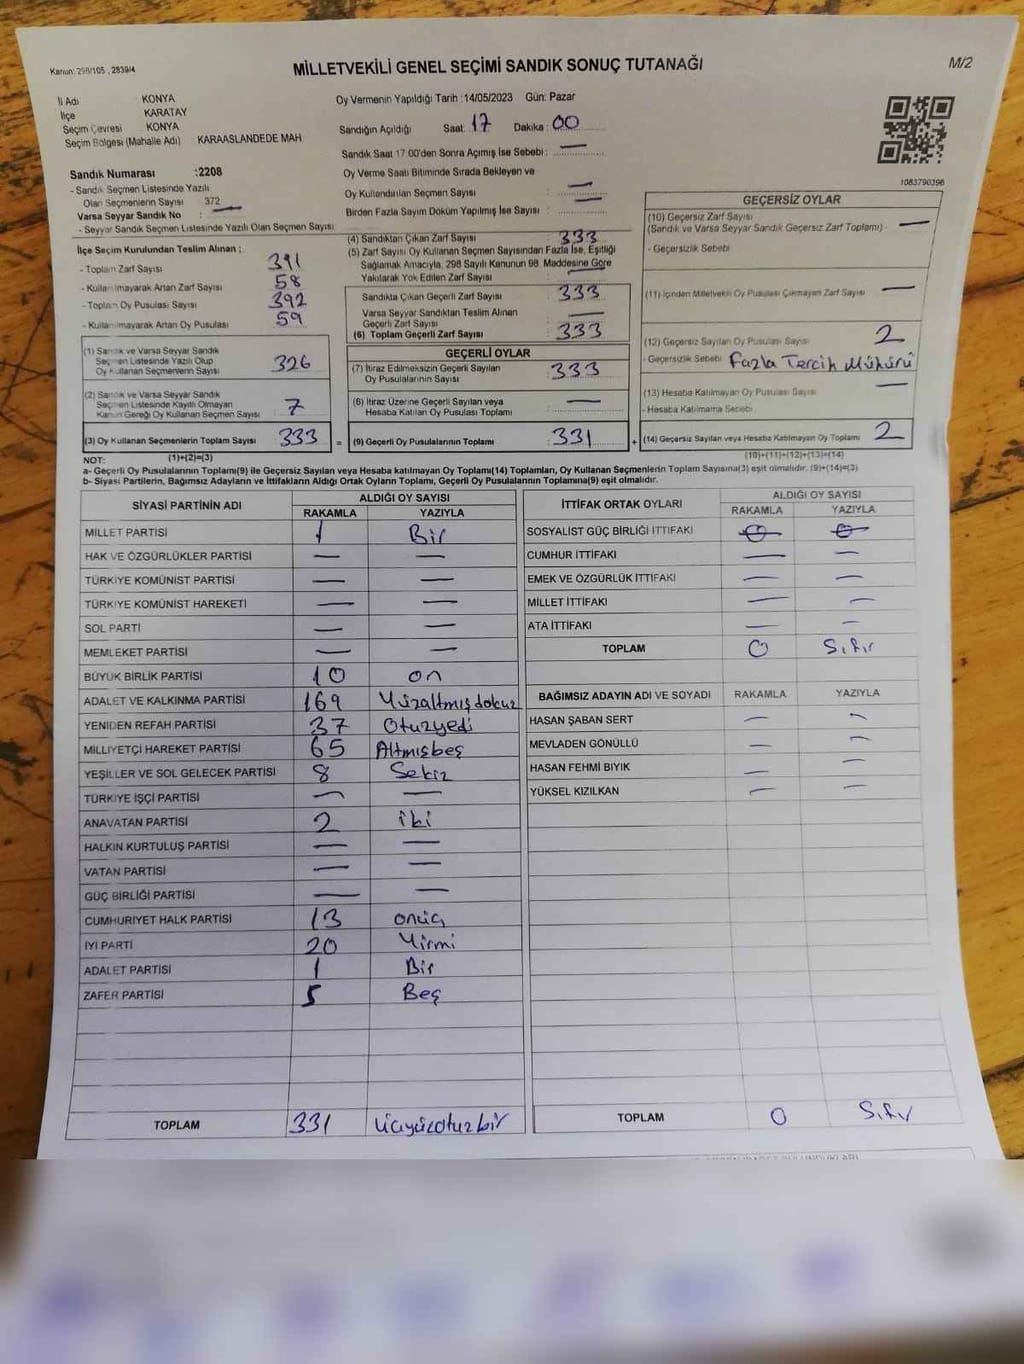 Kanun: 298/105 , 2839/4
MİLLETVEKİLİ GENEL SEÇİMİ SANDIK SONUÇ TUTANAĞI
M/2
İl Adı : KONYA
İlçe KARATAY
Seçim Çevresi : KONYA
Seçim Bölgesi (Mahalle Adı) KARAASLANDEDE MAH
Sandık Numarası :2208
- Sandık Seçmen Listesinde Yazılı
Olan Seçmenlerin Sayısı 372
Varsa Seyyar Sandık No : —
- Seyyar Sandık Seçmen Listesinde Yazılı Olan Seçmen Sayısı
Oy Vermenin Yapıldığı Tarih :14/05/2023 Gün: Pazar
Sandığın Açıldığı Saat: 17 Dakika: 00
Sandık Saat 17 00'den Sonra Açımış İse Sebebi : —
Oy Verme Saati Bitiminde Sırada Bekleyen ve
Oy Kullandırılan Seçmen Sayısı : —
Birden Fazla Sayım Döküm Yapılmış İse Sayısı : —
1083790396
İlçe Seçim Kurulundan Teslim Alınan ;
- Toplam Zarf Sayısı 391
- Kullanılmayarak Artan Zarf Sayısı 58
- Toplam Oy Pusulası Sayısı 392
- Kullanılmayarak Artan Oy Pusulası 59
(1) Sandık ve Varsa Seyyar Sandık
Seçmen Listesinde Yazılı Olup
Oy Kullanan Seçmenlerin Sayısı 326
(2) Sandık ve Varsa Seyyar Sandık
Seçmen Listesinde Kayıtlı Olmayan
Kanun Gereği Oy Kullanan Seçmen Sayısı 7
(3) Oy Kullanan Seçmenlerin Toplam Sayısı 333 =
(4) Sandıktan Çıkan Zarf Sayısı 333
(5) Zarf Sayısı Oy Kullanan Seçmen Sayısından Fazla İse, Eşitliği
Sağlamak Amacıyla, 298 Sayılı Kanunun 98. Maddesine Göre
Yakılarak Yok Edilen Zarf Sayısı : —
Sandıkta Çıkan Geçerli Zarf Sayısı : 333
Varsa Seyyar Sandıktan Teslim Alınan
Geçerli Zarf Sayısı : —
(6) Toplam Geçerli Zarf Sayısı : 333
GEÇERLİ OYLAR
(7) İtiraz Edilmeksizin Geçerli Sayılan
Oy Pusulalarının Sayısı : 333
(8) İtiraz Üzerine Geçerli Sayılan veya
Hesaba Katılan Oy Pusulası Toplamı : —
(9) Geçerli Oy Pusulalarının Toplamı : 331 +
GEÇERSİZ OYLAR
(10) Geçersiz Zarf Sayısı
(Sandık ve Varsa Seyyar Sandık Geçersiz Zarf Toplamı) —
- Geçersizlik Sebebi
(11) İçinden Milletvekili Oy Pusulası Çıkmayan Zarf Sayısı —
(12) Geçersiz Sayılan Oy Pusulası Sayısı 2
- Geçersizlik Sebebi Fazla Tercih Mühürü
(13) Hesaba Katılmayan Oy Pusulası Sayısı —
- Hesaba Katılmama Sebebi
(14) Geçersiz Sayılan veya Hesaba Katılmayan Oy Toplamı 2
NOT: (1)+(2)=(3) (10)+(11)+(12)+(13)=(14)
a- Geçerli Oy Pusulalarının Toplamı(9) ile Geçersiz Sayılan veya Hesaba katılmayan Oy Toplamı(14) Toplamları, Oy Kullanan Seçmenlerin Toplam Sayısına(3) eşit olmalıdır. (9)+(14)=(3)
b- Siyasi Partilerin, Bağımsız Adayların ve İttifakların Aldığı Ortak Oyların Toplamı, Geçerli Oy Pusulalarının Toplamına(9) eşit olmalıdır.
SİYASİ PARTİNİN ADI ALDIĞI OY SAYISI
RAKAMLA YAZIYLA
MİLLET PARTİSİ 1 Bir
HAK VE ÖZGÜRLÜKLER PARTİSİ — —
TÜRKİYE KOMÜNİST PARTİSİ — —
TÜRKİYE KOMÜNİST HAREKETİ — —
SOL PARTİ — —
MEMLEKET PARTİSİ — —
BÜYÜK BİRLİK PARTİSİ 10 on
ADALET VE KALKINMA PARTİSİ 169 Yüzaltmışdokuz
YENİDEN REFAH PARTİSİ 37 Otuzyedi
MİLLİYETÇİ HAREKET PARTİSİ 65 Altmışbeş
YEŞİLLER VE SOL GELECEK PARTİSİ 8 Sekiz
TÜRKİYE İŞÇİ PARTİSİ — —
ANAVATAN PARTİSİ 2 iki
HALKIN KURTULUŞ PARTİSİ — —
VATAN PARTİSİ — —
GÜÇ BİRLİĞİ PARTİSİ — —
CUMHURİYET HALK PARTİSİ 13 onüç
İYİ PARTİ 20 Yirmi
ADALET PARTİSİ 1 Bir
ZAFER PARTİSİ 5 Beş
TOPLAM 331 üçyüzotuzbir
İTTİFAK ORTAK OYLARI ALDIĞI OY SAYISI
RAKAMLA YAZIYLA
SOSYALİST GÜÇ BİRLİĞİ İTTİFAKI
CUMHUR İTTİFAKI — —
EMEK VE ÖZGÜRLÜK İTTİFAKI — —
MİLLET İTTİFAKI — —
ATA İTTİFAKI — —
TOPLAM 0 Sıfır
BAĞIMSIZ ADAYIN ADI VE SOYADI RAKAMLA YAZIYLA
HASAN ŞABAN SERT — —
MEVLADEN GÖNÜLLÜ — —
HASAN FEHMİ BIYIK — —
YÜKSEL KIZILKAN — —
TOPLAM 0 Sıfır